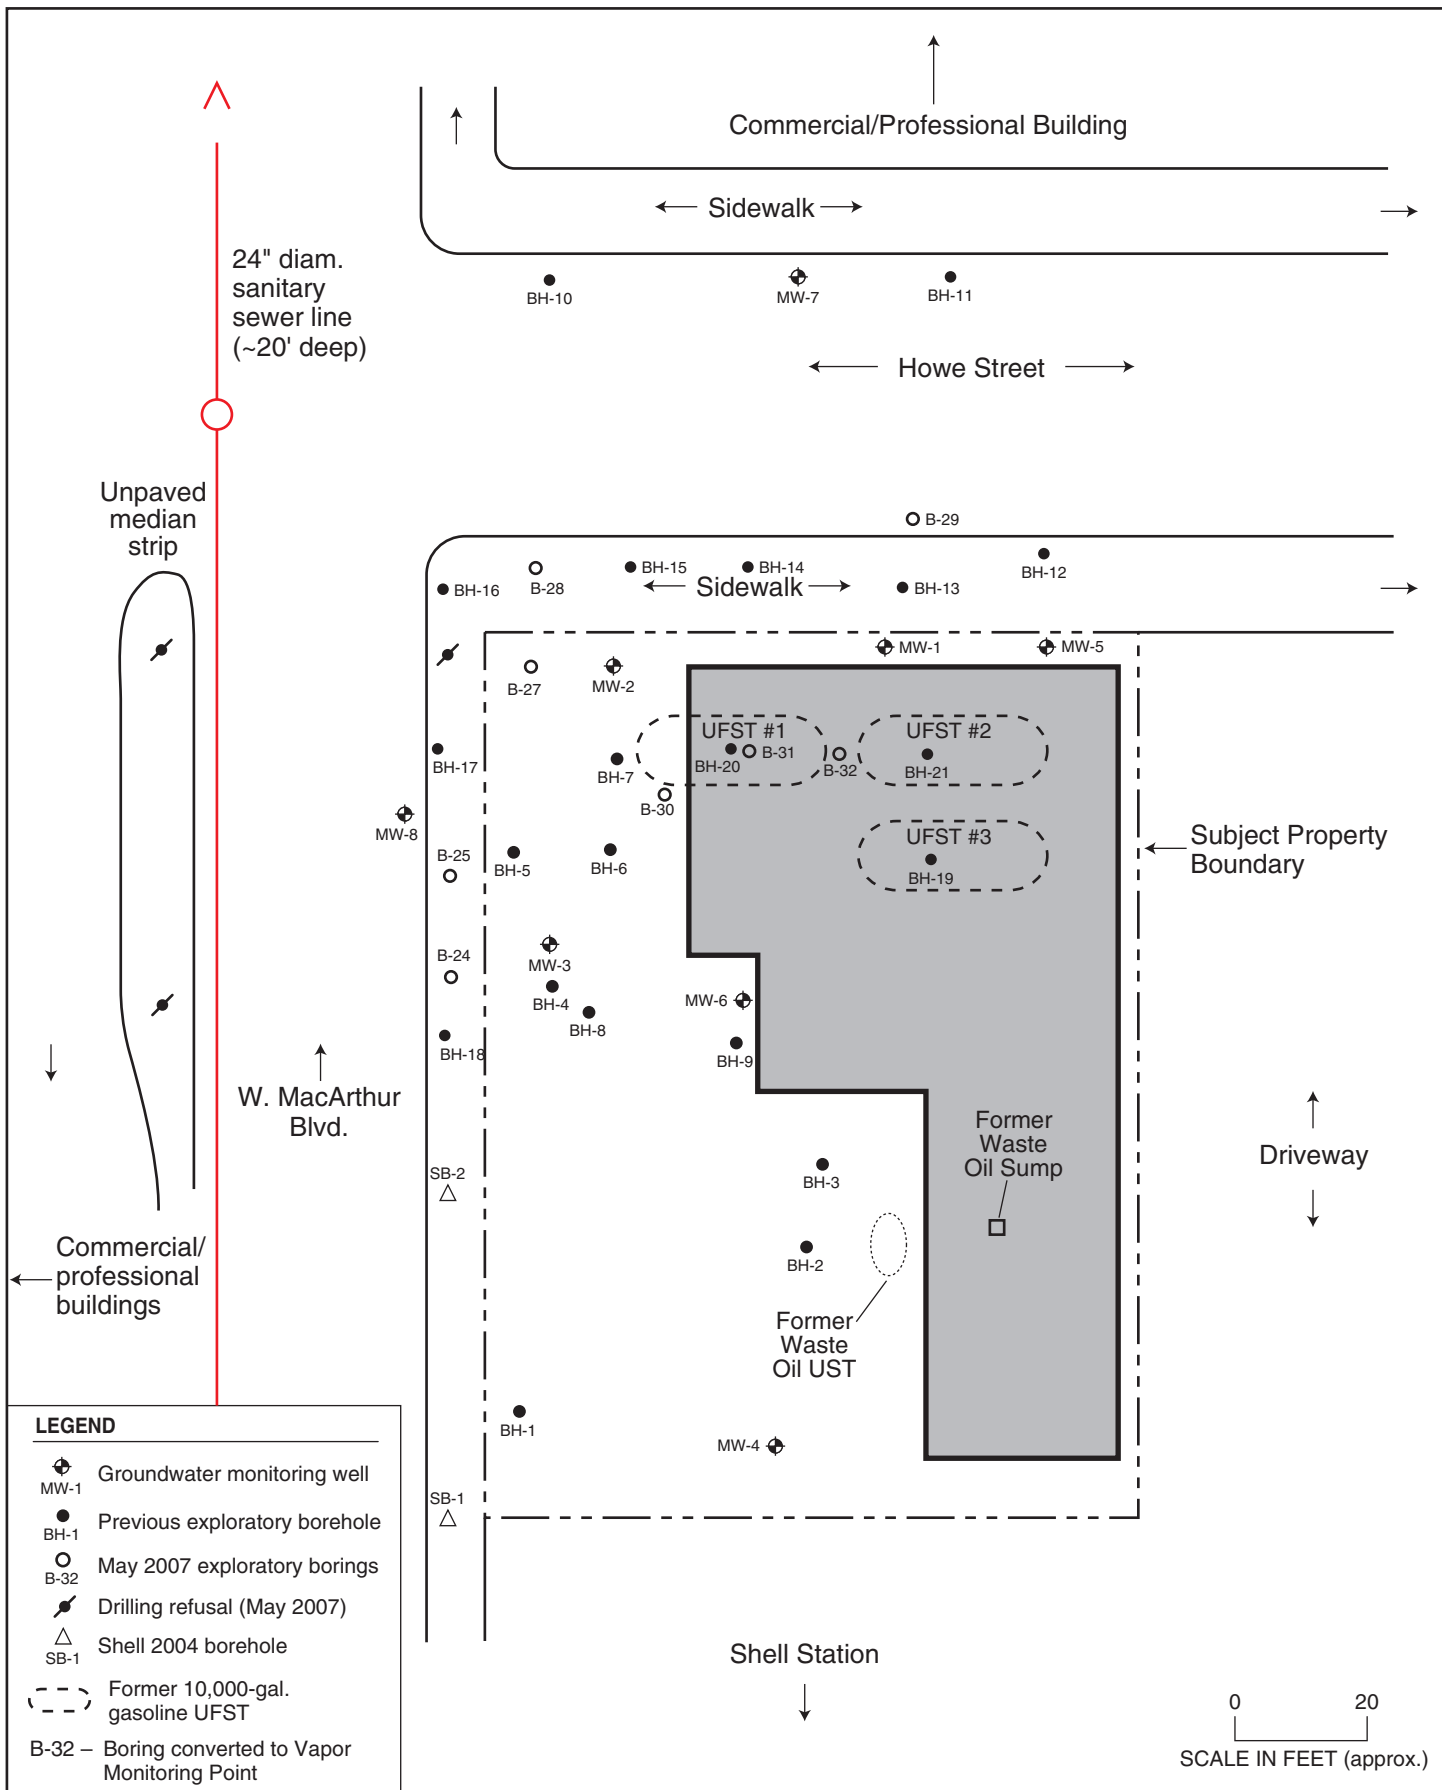 Commercial/Professional Building
Sidewalk
24" diam.
sanitary
sewer line
(~20' deep)
BH-10
MW-7
BH-11
Howe Street
Unpaved
median
strip
B-29
BH-16
B-28
BH-15
BH-14
Sidewalk
BH-13
BH-12
B-27
MW-2
MW-1
MW-5
BH-17
BH-7
UFST #1
BH-20
B-31
B-32
UFST #2
BH-21
B-30
MW-8
B-25
BH-5
BH-6
UFST #3
BH-19
Subject Property
Boundary
B-24
MW-3
BH-4
BH-8
MW-6
BH-9
BH-18
W. MacArthur
Blvd.
Former
Waste
Oil Sump
Driveway
SB-2
BH-3
BH-2
Commercial/
professional
buildings
Former
Waste
Oil UST
BH-1
MW-4
SB-1
LEGEND
MW-1
Groundwater monitoring well
BH-1
Previous exploratory borehole
B-32
May 2007 exploratory borings
Drilling refusal (May 2007)
SB-1
Shell 2004 borehole
Former 10,000-gal.
gasoline UFST
B-32 – Boring converted to Vapor
Monitoring Point
Shell Station
0 20
SCALE IN FEET (approx.)